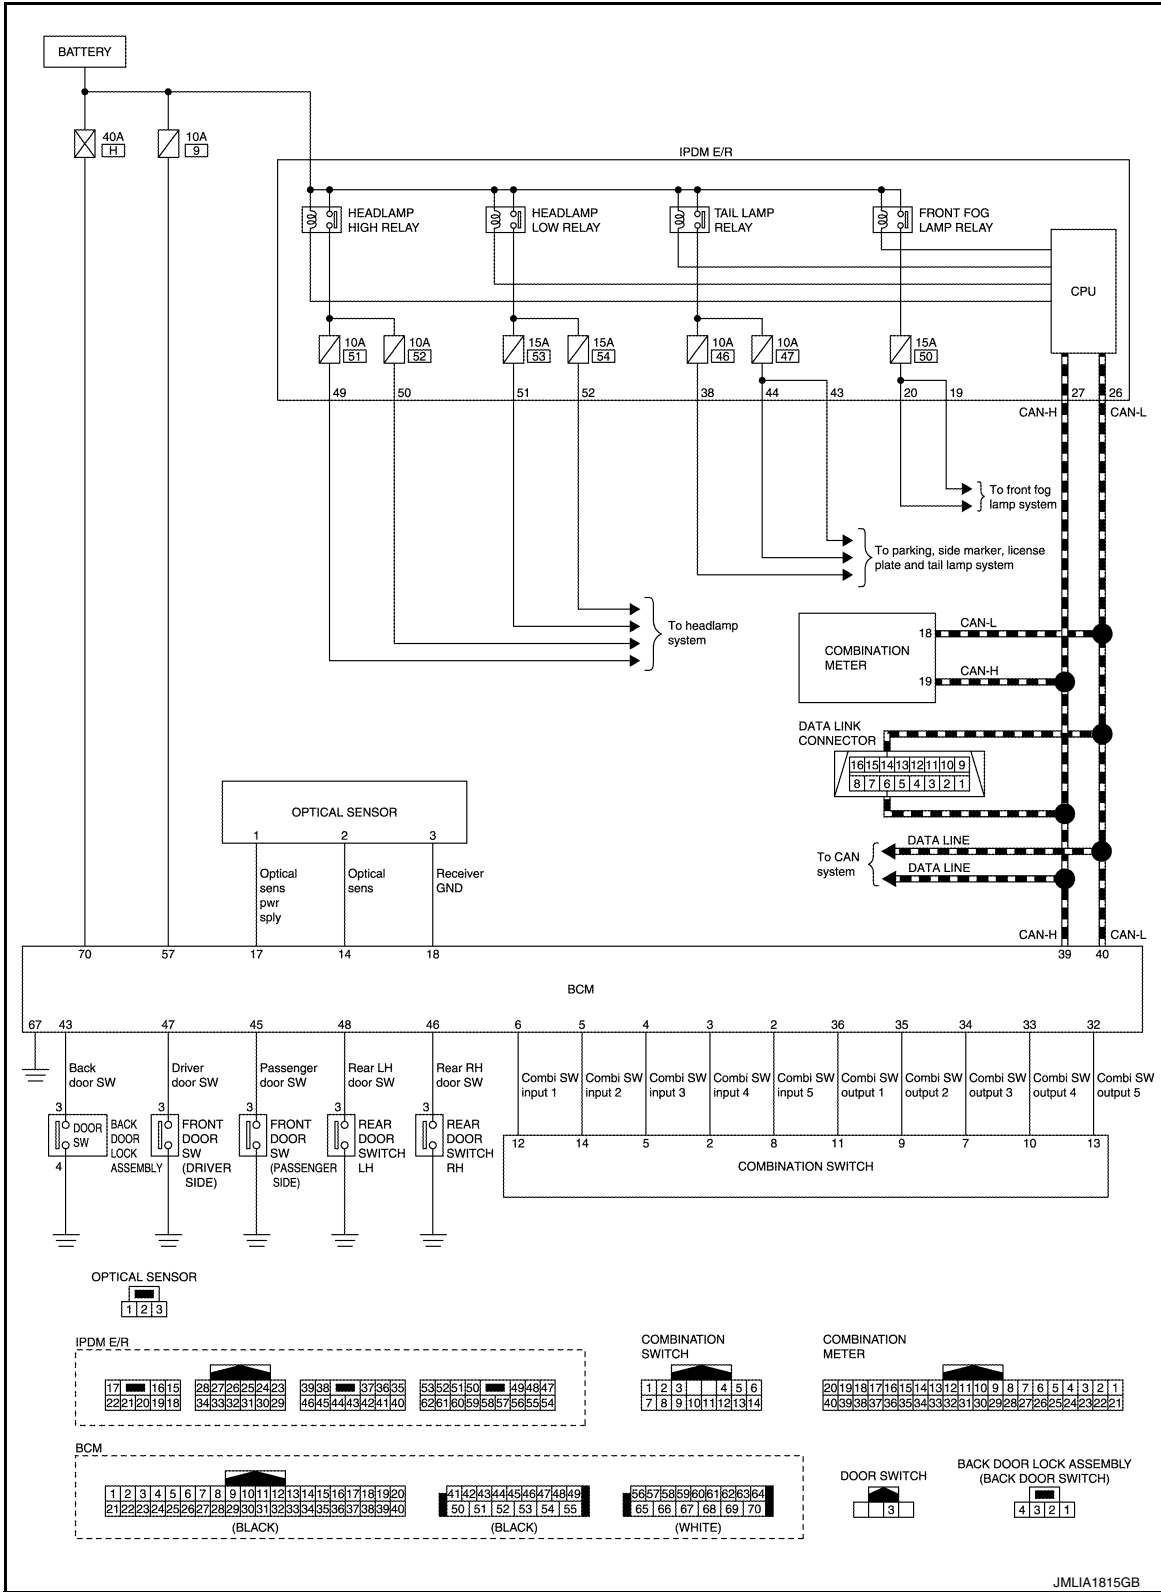 BATTERY
40A
H
10A
9
IPDM E/R
HEADLAMP
HIGH RELAY
HEADLAMP
LOW RELAY
TAIL LAMP
RELAY
FRONT FOG
LAMP RELAY
CPU
10A
51
10A
52
15A
53
15A
54
10A
46
10A
47
15A
50
49 50 51 52 38 44 43 20 19 27 26
CAN-H CAN-L
To front fog
lamp system
To parking, side marker, license
plate and tail lamp system
To headlamp
system
COMBINATION
METER
18 CAN-L
19 CAN-H
DATA LINK
CONNECTOR
16 15 14 13 12 11 10 9
8 7 6 5 4 3 2 1
To CAN
system
DATA LINE
DATA LINE
OPTICAL SENSOR
1 2 3
Optical
sens
pwr
sply
Optical
sens
Receiver
GND
CAN-H CAN-L
70 57 17 14 18 39 40
BCM
67 43 47 45 48 46 6 5 4 3 2 36 35 34 33 32
Back
door SW
Driver
door SW
Passenger
door SW
Rear LH
door SW
Rear RH
door SW
Combi SW
input 1
Combi SW
input 2
Combi SW
input 3
Combi SW
input 4
Combi SW
input 5
Combi SW
output 1
Combi SW
output 2
Combi SW
output 3
Combi SW
output 4
Combi SW
output 5
3 3 3 3 3
DOOR
SW
4
BACK
DOOR
LOCK
ASSEMBLY
FRONT
DOOR
SW
(DRIVER
SIDE)
FRONT
DOOR
SW
(PASSENGER
SIDE)
REAR
DOOR
SWITCH
LH
REAR
DOOR
SWITCH
RH
12 14 5 2 8 11 9 7 10 13
COMBINATION SWITCH
OPTICAL SENSOR
1 2 3
IPDM E/R
17 16 15
22 21 20 19 18
28 27 26 25 24 23
34 33 32 31 30 29
39 38 37 36 35
46 45 44 43 42 41 40
53 52 51 50 49 48 47
62 61 60 59 58 57 56 55 54
COMBINATION
SWITCH
1 2 3 4 5 6
7 8 9 10 11 12 13 14
COMBINATION
METER
20 19 18 17 16 15 14 13 12 11 10 9 8 7 6 5 4 3 2 1
40 39 38 37 36 35 34 33 32 31 30 29 28 27 26 25 24 23 22 21
BCM
1 2 3 4 5 6 7 8 9 10 11 12 13 14 15 16 17 18 19 20
21 22 23 24 25 26 27 28 29 30 31 32 33 34 35 36 37 38 39 40
(BLACK)
41 42 43 44 45 46 47 48 49
50 51 52 53 54 55
(BLACK)
56 57 58 59 60 61 62 63 64
65 66 67 68 69 70
(WHITE)
DOOR SWITCH
3
BACK DOOR LOCK ASSEMBLY
(BACK DOOR SWITCH)
4 3 2 1
JMLIA1815GB